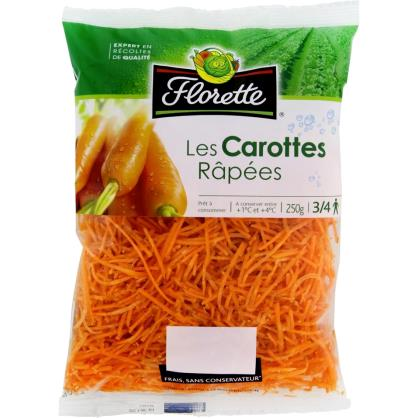 EXPERT EN
RÉCOLTES
DE QUALITÉ
Florette
®
Les Carottes
Râpées
Prêt à
consommer
A conserver entre
+1°C et +4°C
250g
3/4
FRAIS, SANS CONSERVATEUR*